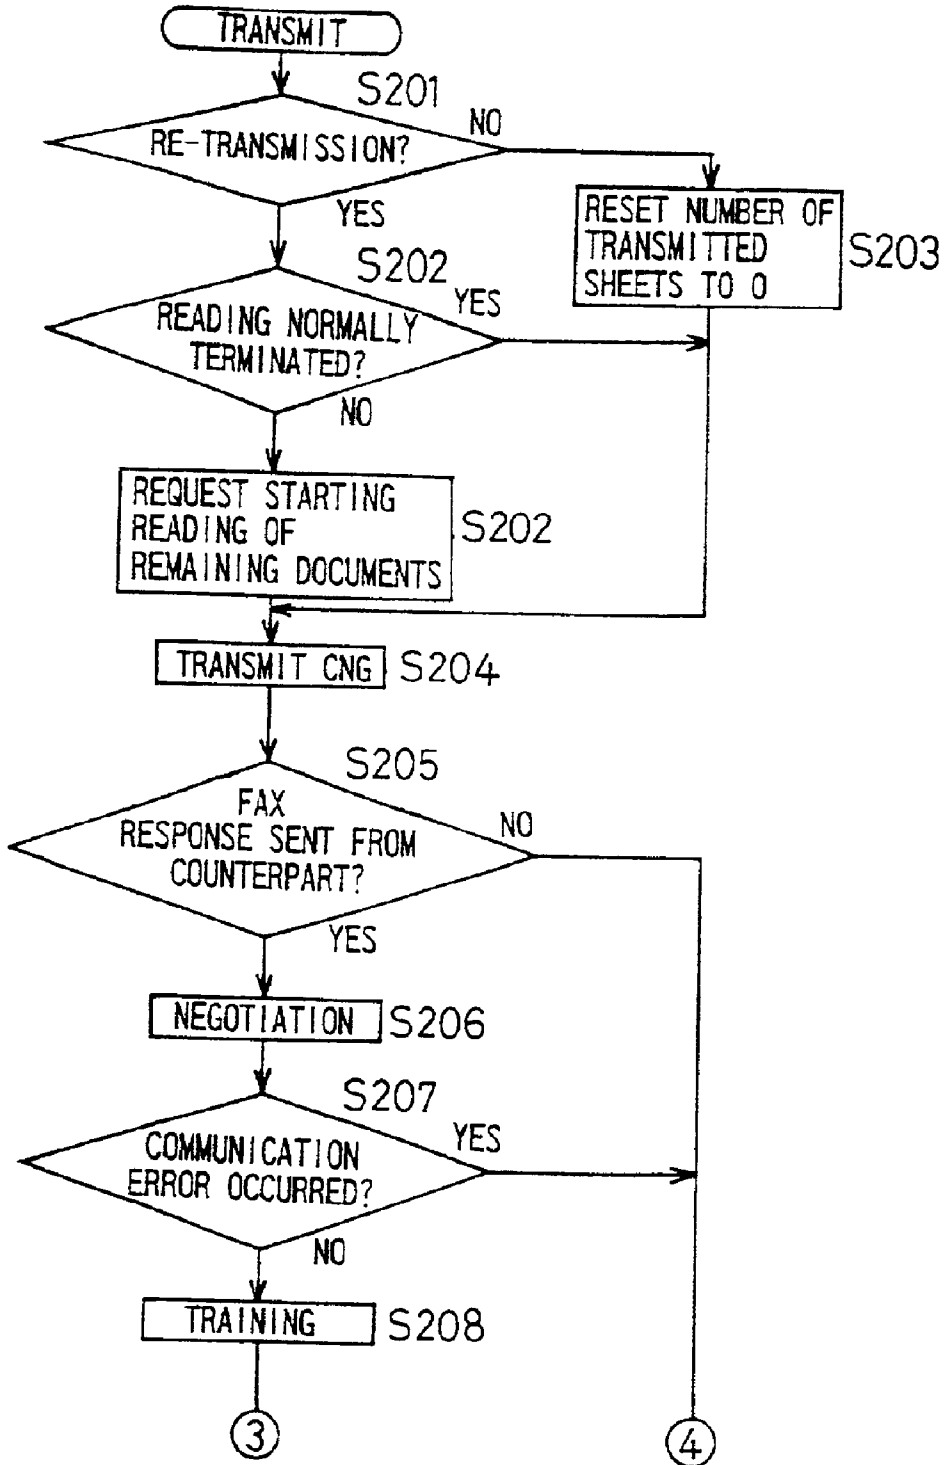 TRANSMIT
S201
RE-TRANSMISSION?
NO
YES
RESET NUMBER OF
TRANSMITTED
SHEETS TO 0
S203
S202
READING NORMALLY
TERMINATED?
YES
NO
REQUEST STARTING
READING OF
REMAINING DOCUMENTS
S202
TRANSMIT CNG
S204
S205
FAX
RESPONSE SENT FROM
COUNTERPART?
NO
YES
NEGOTIATION
S206
S207
COMMUNICATION
ERROR OCCURRED?
YES
NO
TRAINING
S208
3
4